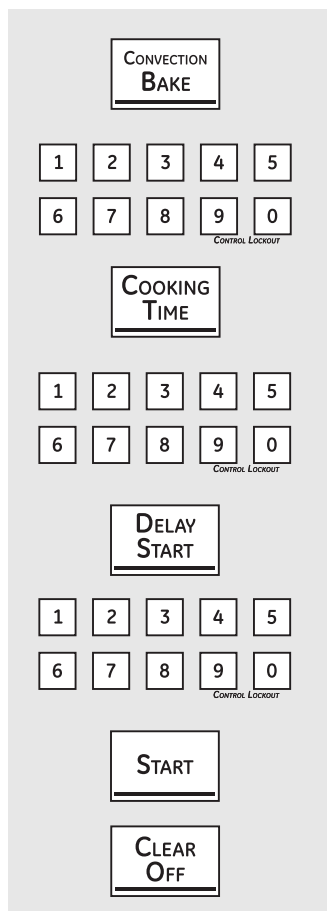 CONVECTION
BAKE
1 2 3 4 5
6 7 8 9 0
CONTROL LOCKOUT
COOKING
TIME
1 2 3 4 5
6 7 8 9 0
CONTROL LOCKOUT
DELAY
START
1 2 3 4 5
6 7 8 9 0
CONTROL LOCKOUT
START
CLEAR
OFF